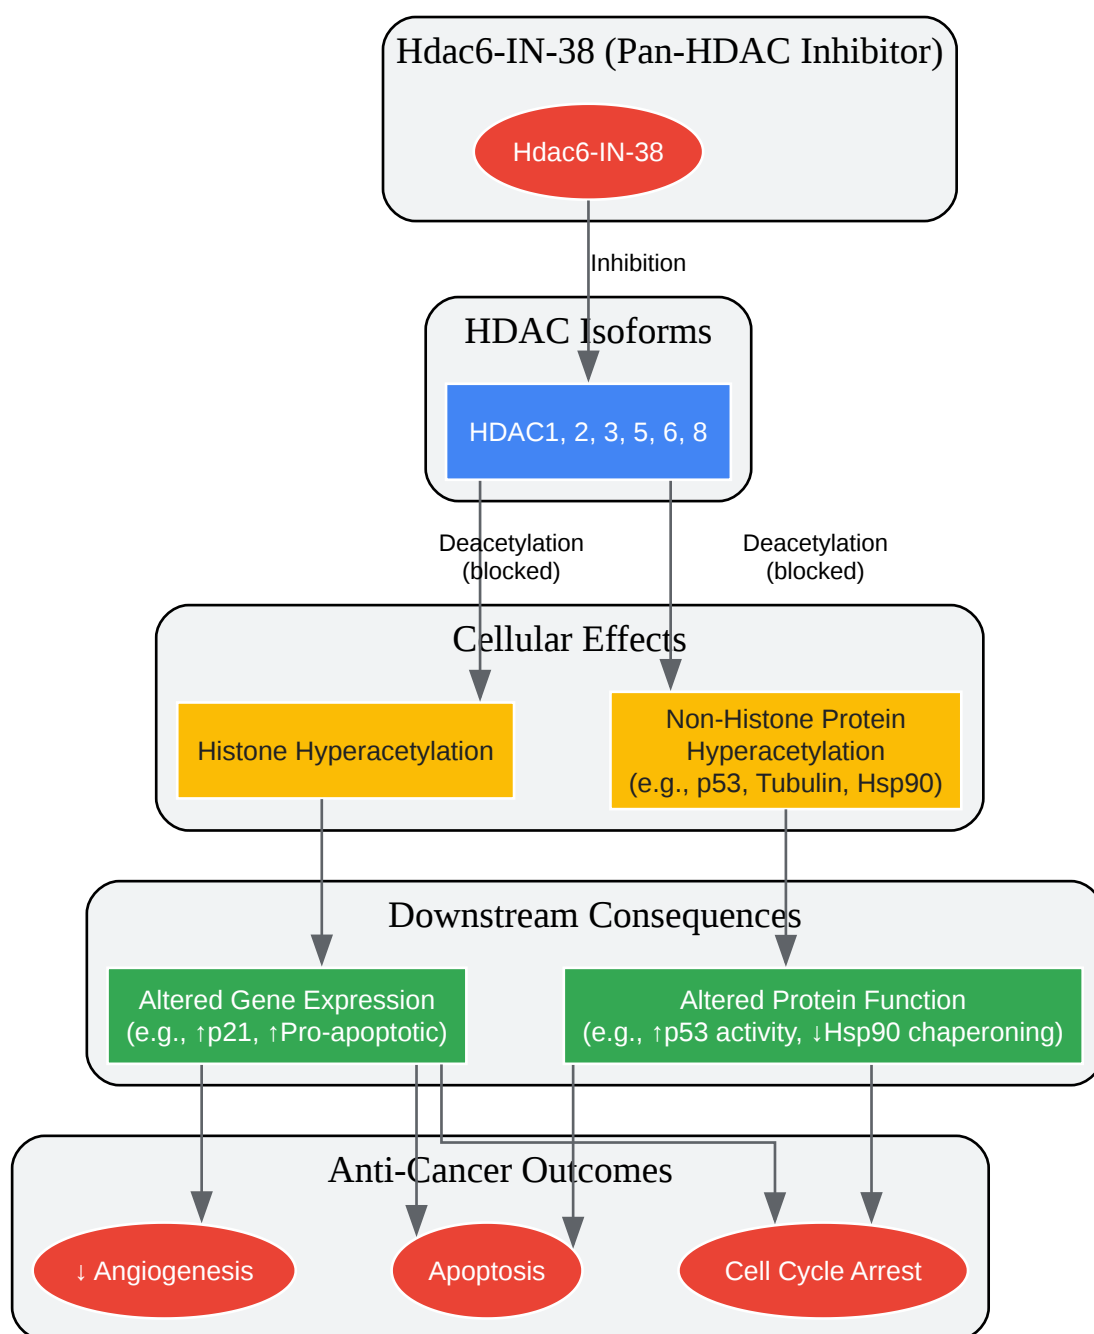 Hdac6-IN-38 (Pan-HDAC Inhibitor)
Hdac6-IN-38
Inhibition
HDAC Isoforms
HDAC1, 2, 3, 5, 6, 8
Deacetylation
(blocked)
Deacetylation
(blocked)
Cellular Effects
Histone Hyperacetylation
Non-Histone Protein
Hyperacetylation
(e.g., p53, Tubulin, Hsp90)
Downstream Consequences
Altered Gene Expression
(e.g., ↑p21, ↑Pro-apoptotic)
Altered Protein Function
(e.g., ↑p53 activity, ↓Hsp90 chaperoning)
Anti-Cancer Outcomes
↓ Angiogenesis
Apoptosis
Cell Cycle Arrest